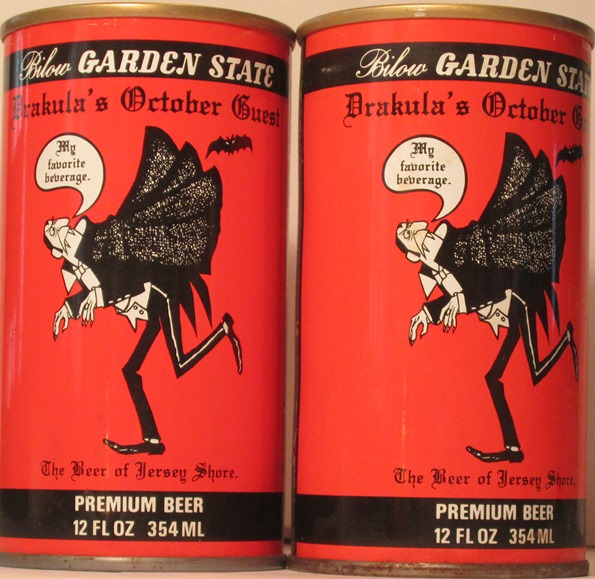 Bilow GARDEN STATE
Drakula's October Guest
My
favorite
beverage.
The Beer of Jersey Shore.
PREMIUM BEER
12 FL OZ 354 ML
Bilow GARDEN STA
Drakula's October G
My
favorite
beverage.
The Beer of Jersey Shore.
PREMIUM BEER
12 FL OZ 354 ML